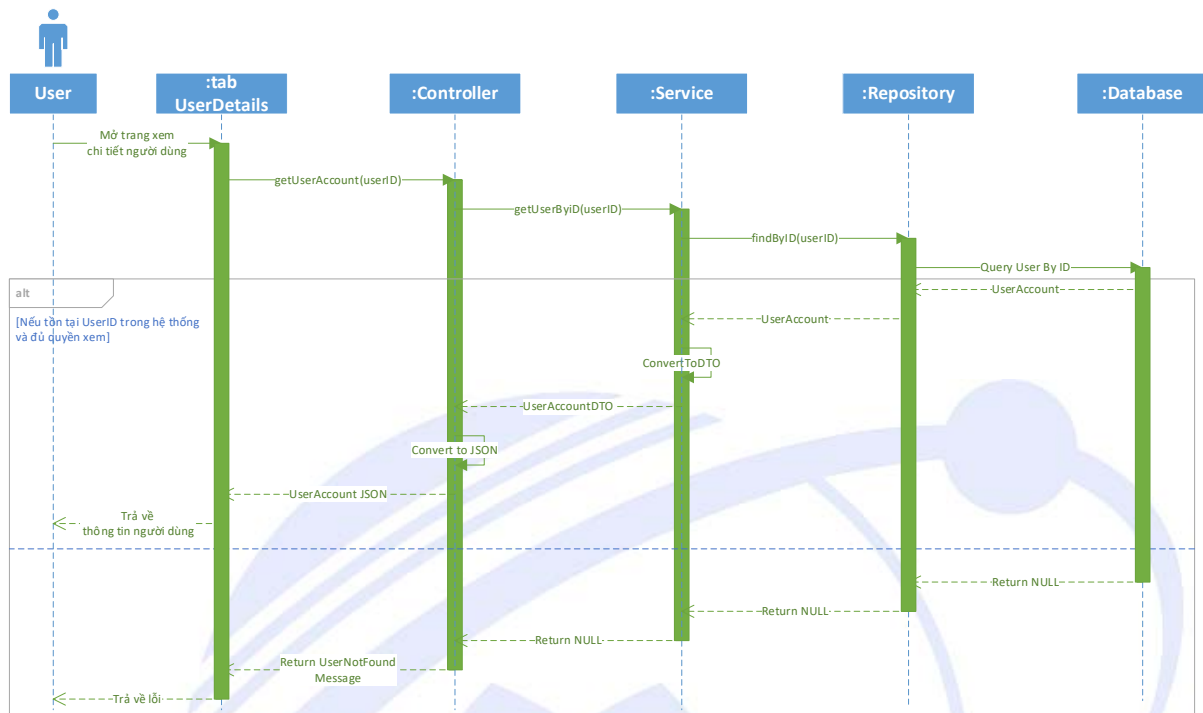 User
:tab
UserDetails
:Controller
:Service
:Repository
:Database
Mở trang xem
chi tiết người dùng
getUserAccount(userID)
getUserByiD(userID)
findByID(userID)
Query User By ID
alt
UserAccount
[Nếu tồn tại UserID trong hệ thống
và đủ quyền xem]
UserAccount
ConvertToDTO
UserAccountDTO
Convert to JSON
UserAccount JSON
Trả về
thông tin người dùng
Return NULL
Return NULL
Return NULL
Return UserNotFound
Message
Trả về lỗi